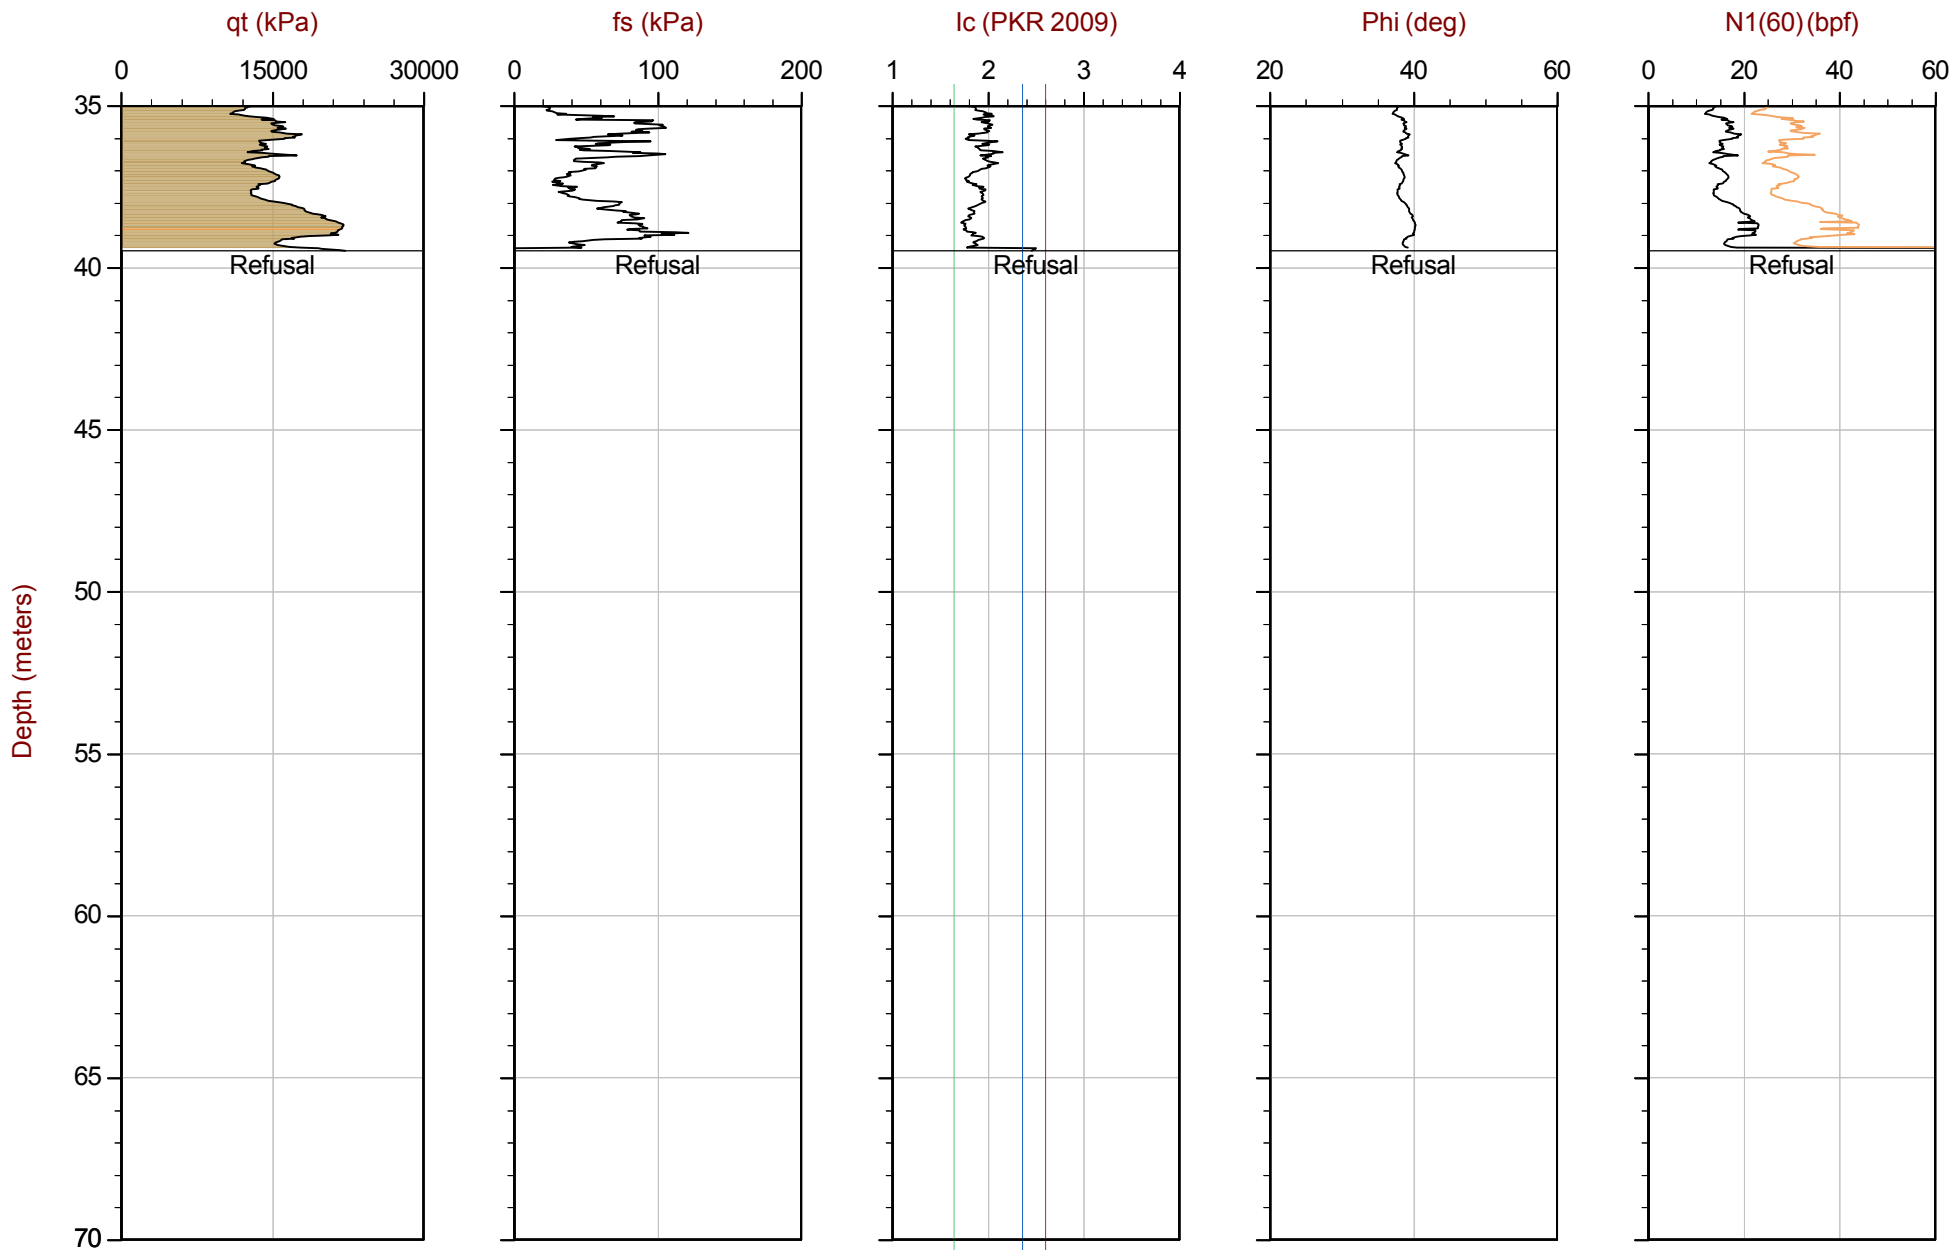 qt (kPa) fs (kPa) Ic (PKR 2009) Phi (deg) N1(60) (bpf)
0 15000 30000 0 100 200 1 2 3 4 20 40 60 0 20 40 60
35
Refusal Refusal Refusal Refusal Refusal
40
45
50
Depth (meters)
55
60
65
70